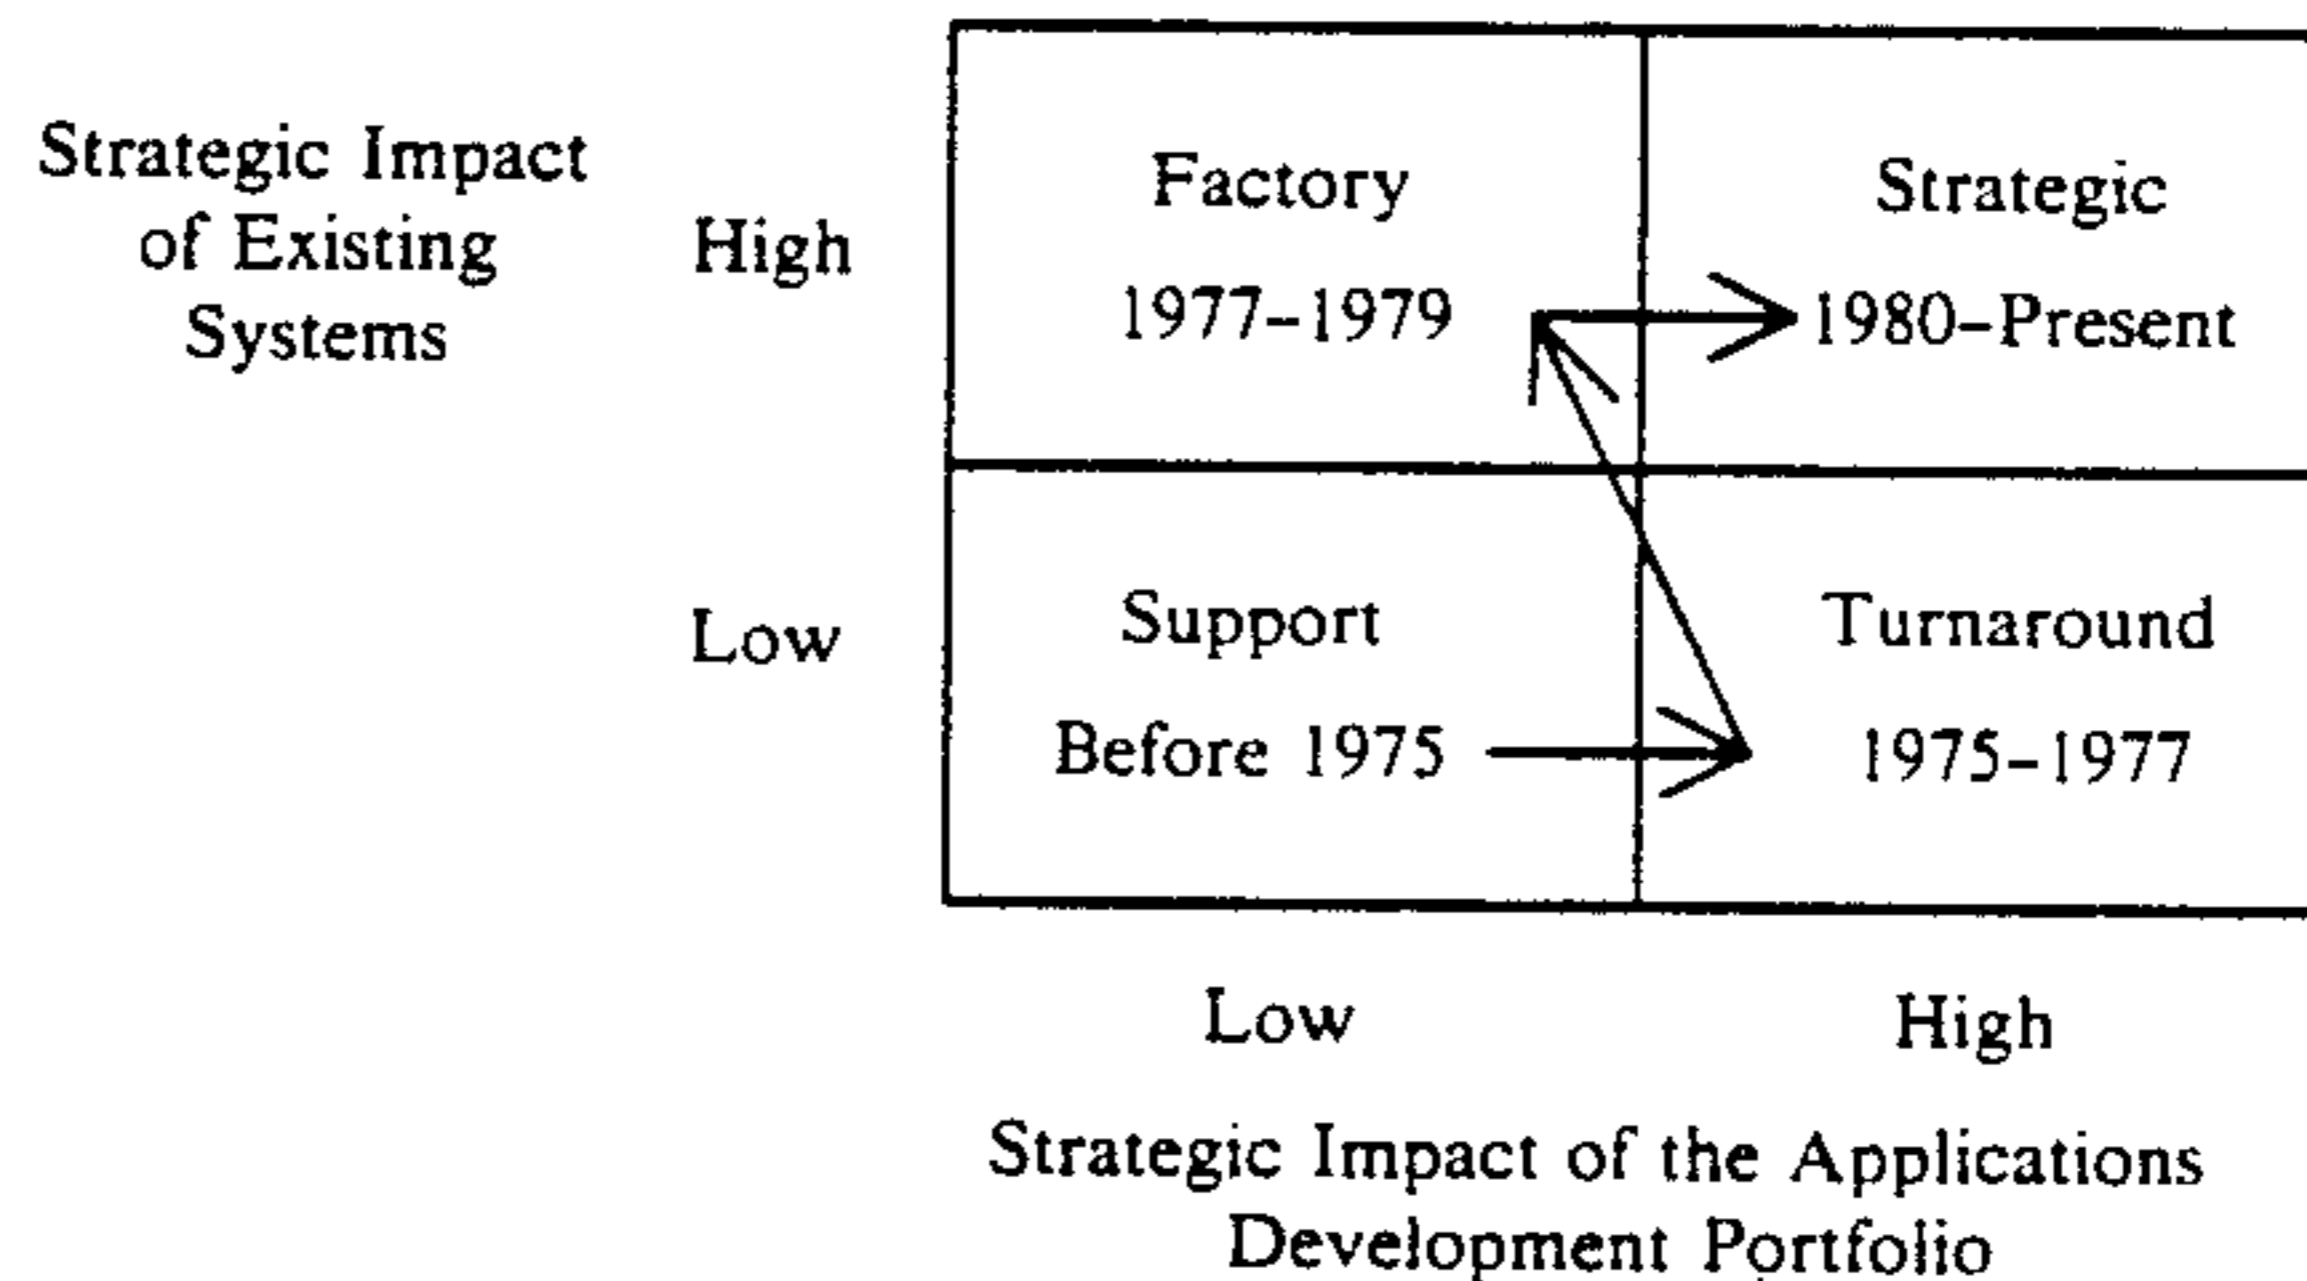 Strategic Impact
of Existing
Systems
High
Factory
1977–1979
Strategic
1980–Present
Low
Support
Before 1975
Turnaround
1975–1977
Low
High
Strategic Impact of the Applications
Development Portfolio